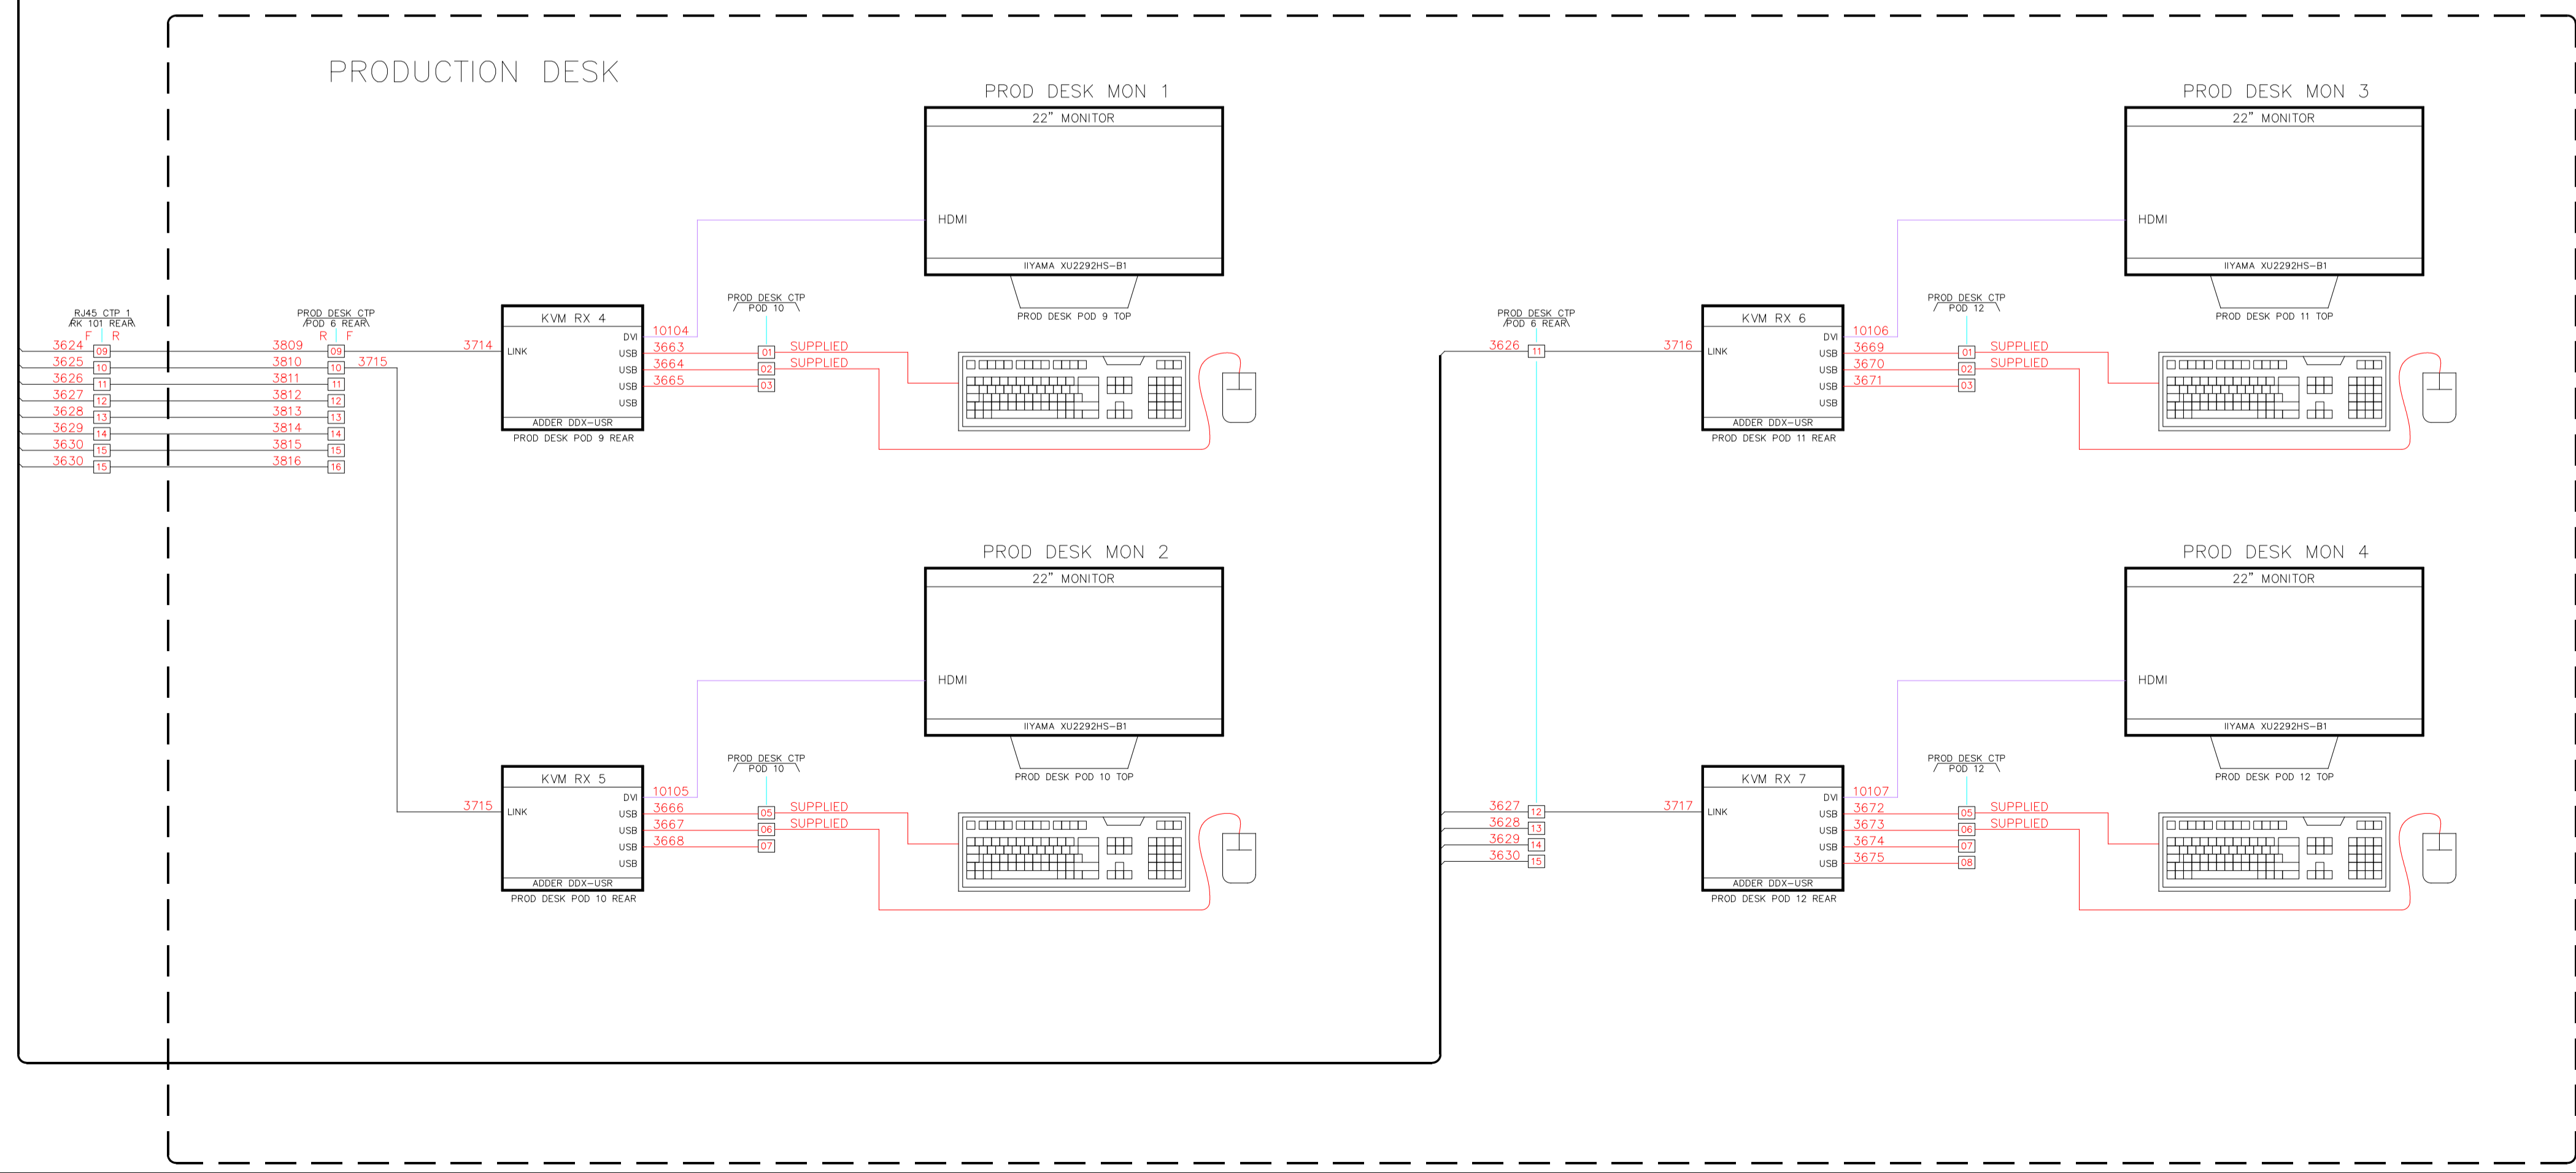 PRODUCTION DESK
RJ45 CTP 1
RK 101 REAR
F R
3624 09
3625 10
3626 11
3627 12
3628 13
3629 14
3630 15
3630 15
PROD DESK CTP
POD 6 REAR
R F
3809 09
3810 10 3715
3811 11
3812 12
3813 13
3814 14
3815 15
3816 16
3714
KVM RX 4
LINK
DVI
USB
USB
USB
USB
ADDER DDX-USR
PROD DESK POD 9 REAR
10104
3663
3664
3665
PROD DESK CTP
POD 10
01 SUPPLIED
02 SUPPLIED
03
PROD DESK MON 1
22" MONITOR
HDMI
IIYAMA XU2292HS-B1
PROD DESK POD 9 TOP
3715
KVM RX 5
LINK
DVI
USB
USB
USB
USB
ADDER DDX-USR
PROD DESK POD 10 REAR
10105
3666
3667
3668
PROD DESK CTP
POD 10
05 SUPPLIED
06 SUPPLIED
07
PROD DESK MON 2
22" MONITOR
HDMI
IIYAMA XU2292HS-B1
PROD DESK POD 10 TOP
PROD DESK CTP
POD 6 REAR
3626 11
3716
KVM RX 6
LINK
DVI
USB
USB
USB
USB
ADDER DDX-USR
PROD DESK POD 11 REAR
10106
3669
3670
3671
PROD DESK CTP
POD 12
01 SUPPLIED
02 SUPPLIED
03
PROD DESK MON 3
22" MONITOR
HDMI
IIYAMA XU2292HS-B1
PROD DESK POD 11 TOP
3627 12
3628 13
3629 14
3630 15
3717
KVM RX 7
LINK
DVI
USB
USB
USB
USB
ADDER DDX-USR
PROD DESK POD 12 REAR
10107
3672
3673
3674
3675
PROD DESK CTP
POD 12
05 SUPPLIED
06 SUPPLIED
07
08
PROD DESK MON 4
22" MONITOR
HDMI
IIYAMA XU2292HS-B1
PROD DESK POD 12 TOP